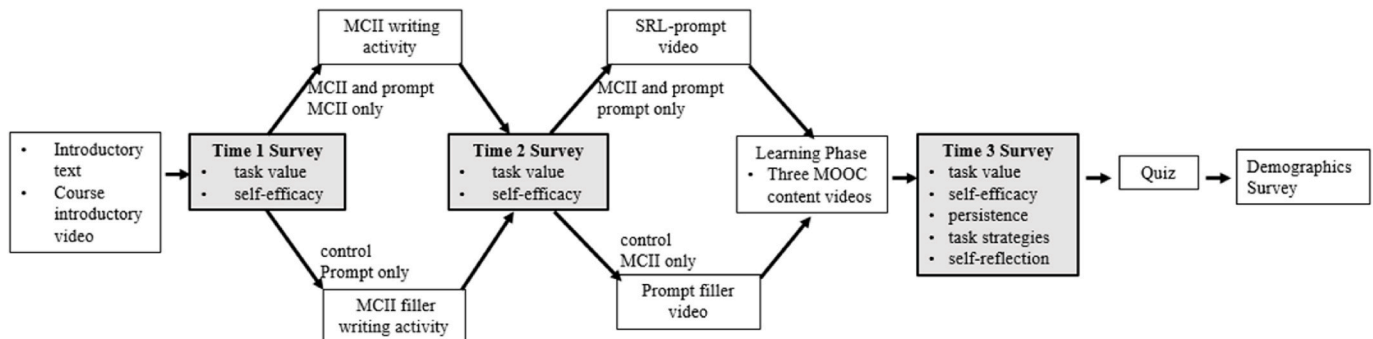 • Introductory
text
• Course
introductory
video
Time 1 Survey
• task value
• self-efficacy
MCII writing
activity
MCII and prompt
MCII only
control
Prompt only
MCII filler
writing activity
Time 2 Survey
• task value
• self-efficacy
SRL-prompt
video
MCII and prompt
prompt only
control
MCII only
Prompt filler
video
Learning Phase
• Three MOOC
content videos
Time 3 Survey
• task value
• self-efficacy
• persistence
• task strategies
• self-reflection
Quiz
Demographics
Survey